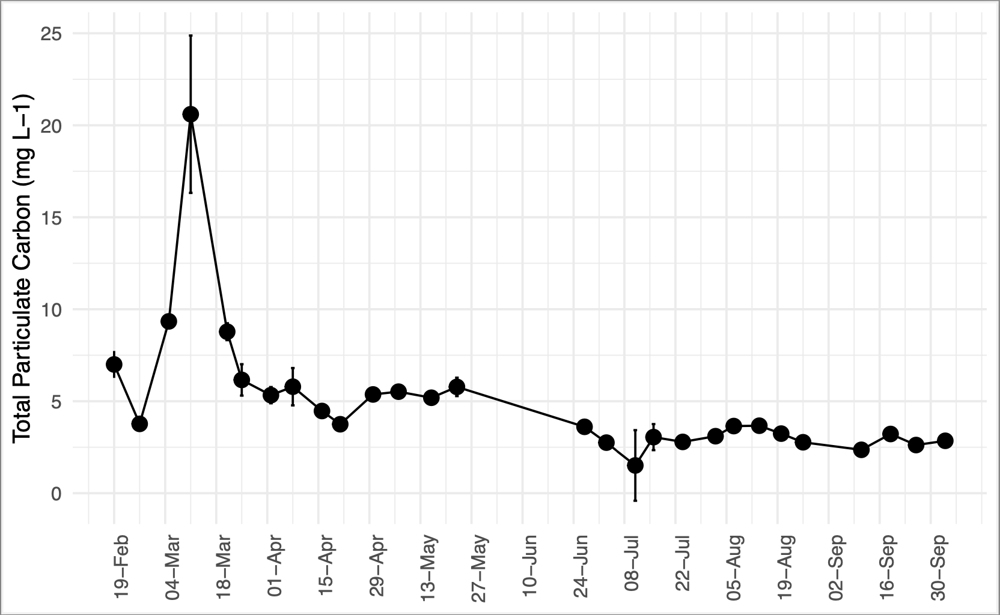 Total Particulate Carbon (mg L−1)
25
20
15
10
5
0
19−Feb
04−Mar
18−Mar
01−Apr
15−Apr
29−Apr
13−May
27−May
10−Jun
24−Jun
08−Jul
22−Jul
05−Aug
19−Aug
02−Sep
16−Sep
30−Sep